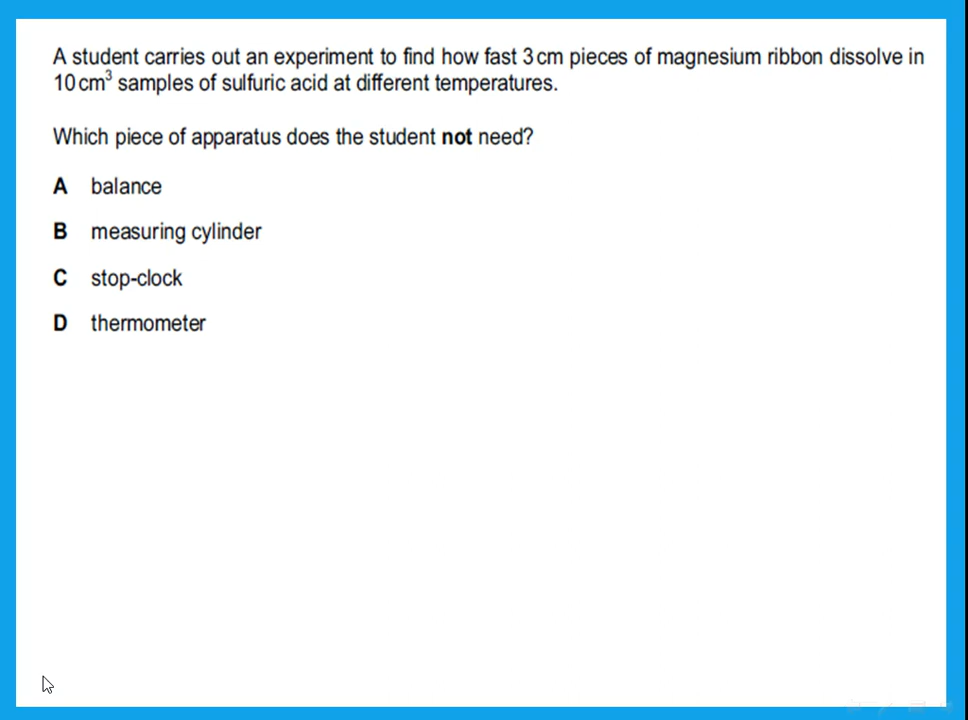 A student carries out an experiment to find how fast 3 cm pieces of magnesium ribbon dissolve in
10 cm³ samples of sulfuric acid at different temperatures.
Which piece of apparatus does the student not need?
A balance
B measuring cylinder
C stop-clock
D thermometer